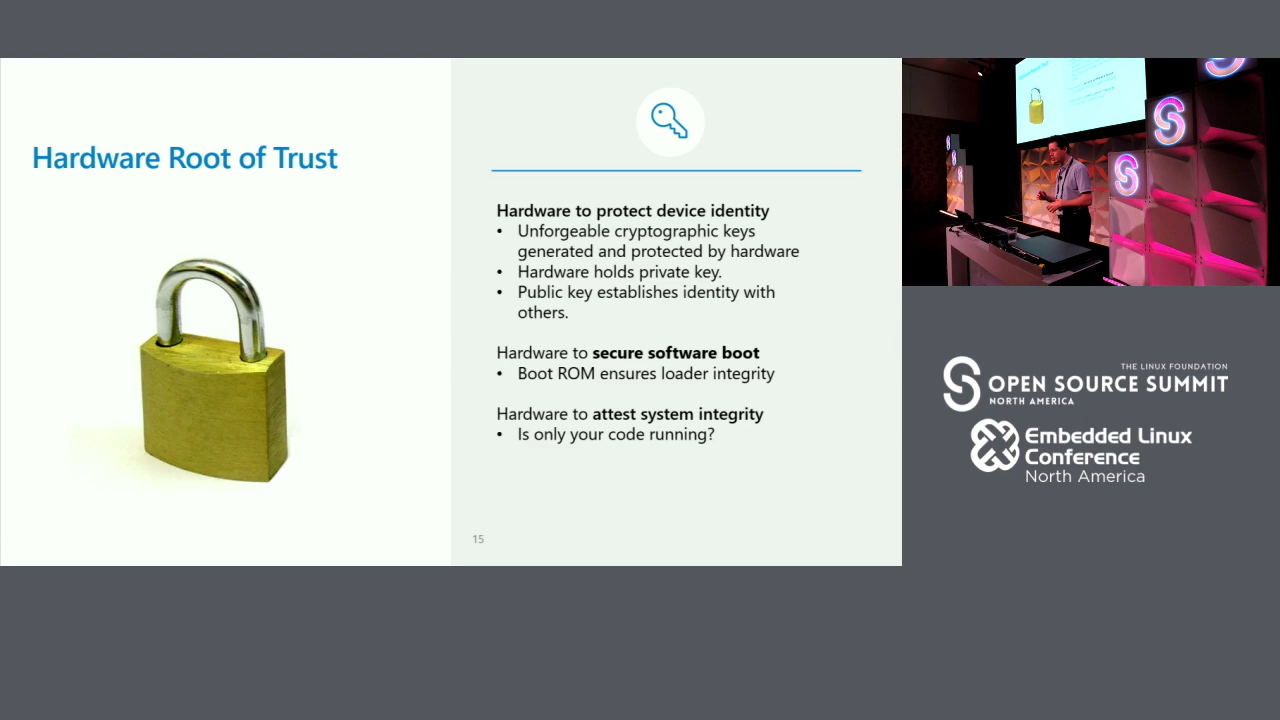 Hardware Root of Trust
Hardware to protect device identity
• Unforgeable cryptographic keys
generated and protected by hardware
• Hardware holds private key.
• Public key establishes identity with
others.
Hardware to secure software boot
• Boot ROM ensures loader integrity
Hardware to attest system integrity
• Is only your code running?
15
THE LINUX FOUNDATION
OPEN SOURCE SUMMIT
NORTH AMERICA
Embedded Linux
Conference
North America